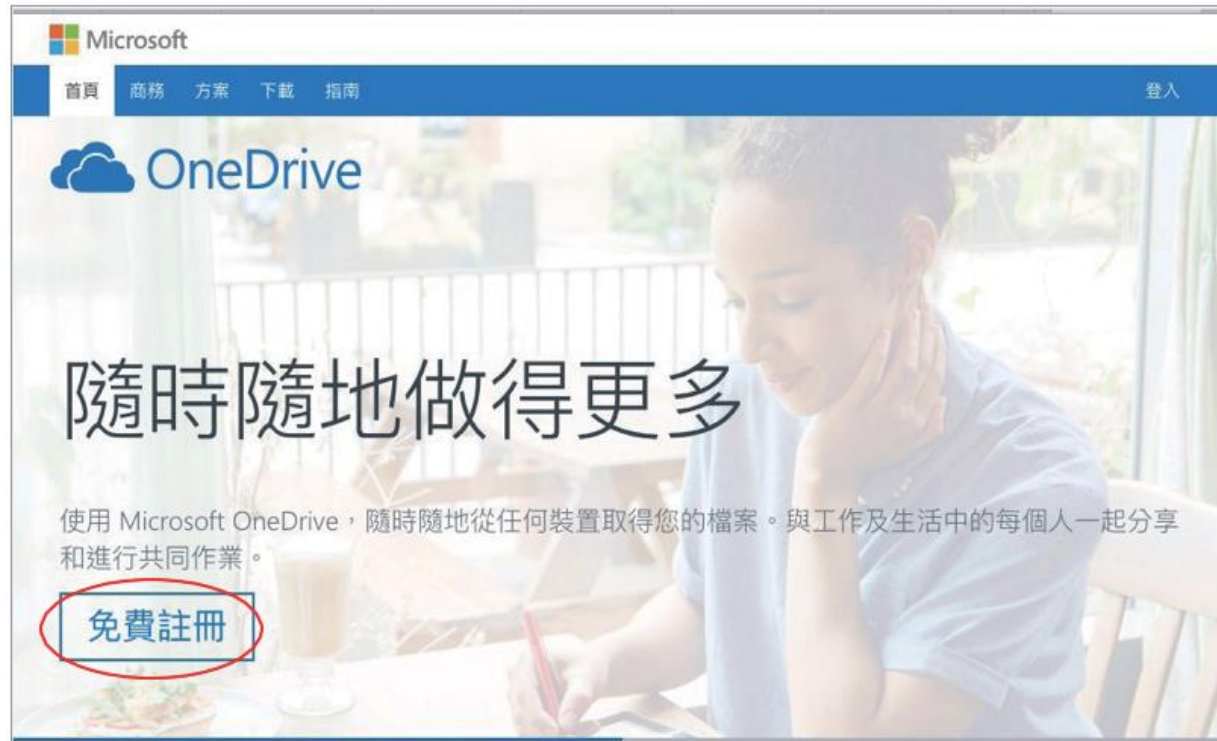 Microsoft
首頁 商務 方案 下載 指南 登入
OneDrive
隨時隨地做得更多
使用 Microsoft OneDrive，隨時隨地從任何裝置取得您的檔案。與工作及生活中的每個人一起分享
和進行共同作業。
免費註冊